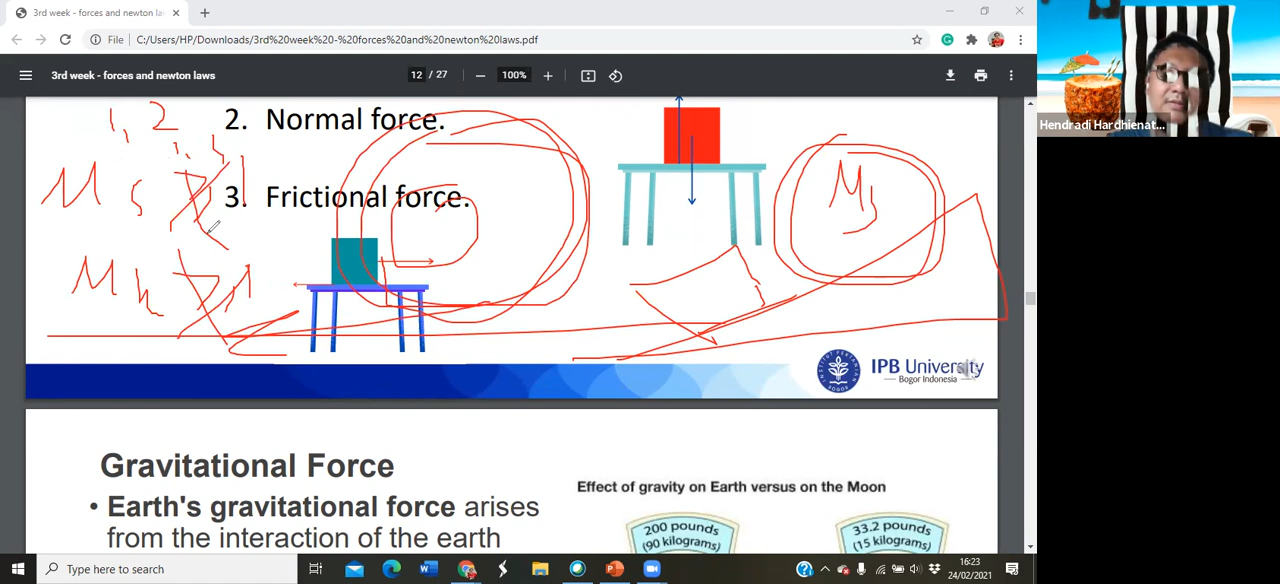 3rd week - forces and newton la
File
C:/Users/HP/Downloads/3rd%20week%20-%20forces%20and%20newton%20laws.pdf
3rd week - forces and newton laws
12 / 27
100%
2. Normal force.
3. Frictional force.
1, 2
1,
M s
M k
M s
IPB University
Bogor Indonesia
Gravitational Force
• Earth's gravitational force arises
from the interaction of the earth
Effect of gravity on Earth versus on the Moon
200 pounds
(90 kilograms)
33.2 pounds
(15 kilograms)
Hendradi Hardhienat...
Type here to search
16:23
24/02/2021